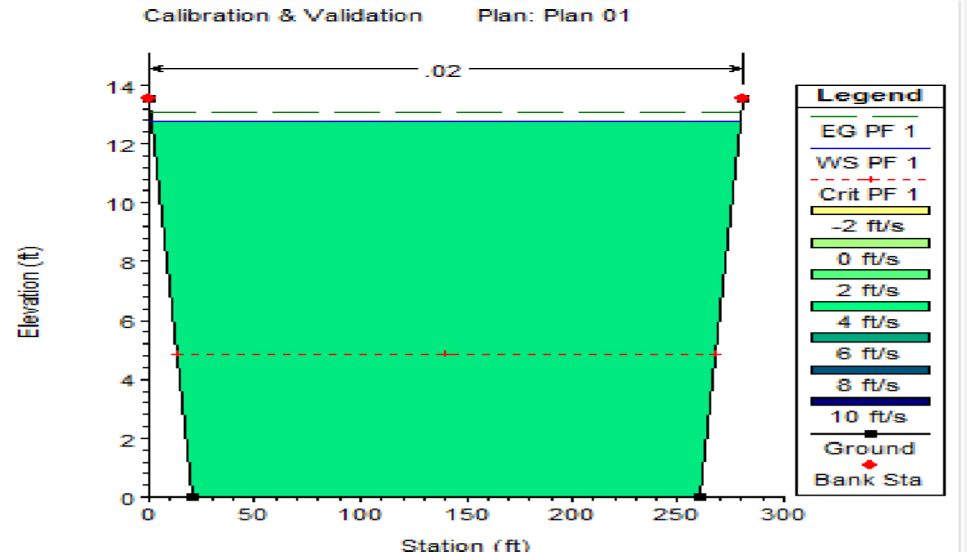 Calibration & Validation Plan: Plan 01
.02
14
12
10
8
6
4
2
0
Elevation (ft)
0 50 100 150 200 250 300
Station (ft)
Legend
EG PF 1
WS PF 1
Crit PF 1
-2 ft/s
0 ft/s
2 ft/s
4 ft/s
6 ft/s
8 ft/s
10 ft/s
Ground
Bank Sta